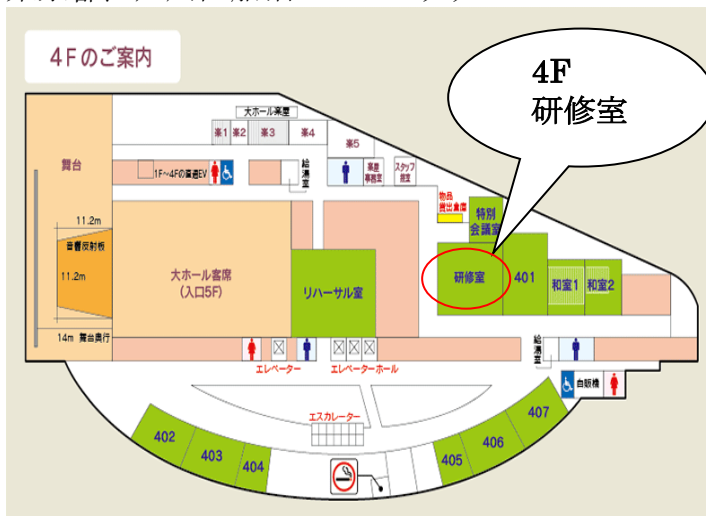 4Fのご案内
4F
研修室
大ホール楽屋
楽1
楽2
楽3
楽4
楽5
舞台
1F～4Fの直通EV
給湯室
楽屋
事務室
スタッフ
控室
物品
貸出倉庫
特別
会議室
11.2m
音響反射板
11.2m
大ホール客席
(入口5F)
リハーサル室
研修室
401
和室1
和室2
14m 舞台奥行
給湯室
エレベーター
エレベーターホール
自販機
エスカレーター
402
403
404
405
406
407